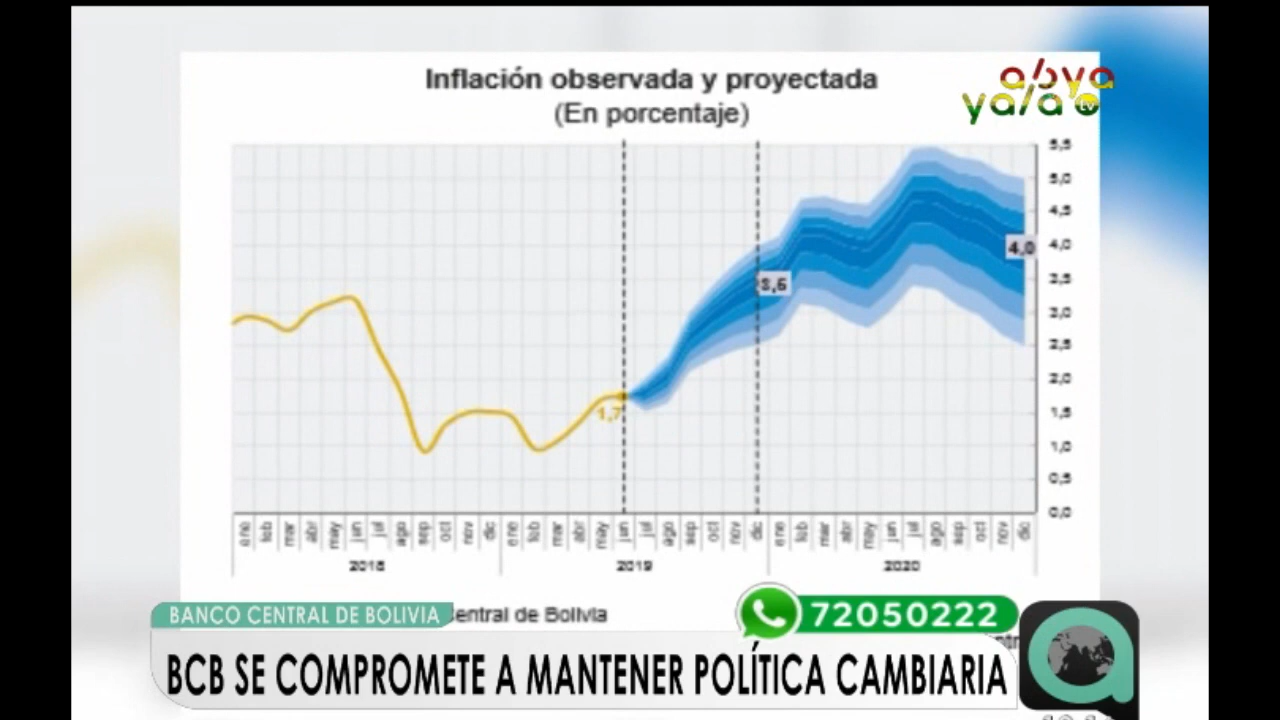 Inflación observada y proyectada
(En porcentaje)
abya
yala tv
5,5
5,0
4,5
4,0
3,5
3,0
2,5
2,0
1,5
1,0
0,5
0,0
4,0
3,5
1,7
ene feb mar abr may jun jul ago sep oct nov dic ene feb mar abr may jun jul ago sep oct nov dic ene feb mar abr may jun jul ago sep oct nov dic
2018 2019 2020
BANCO CENTRAL DE BOLIVIA
entral de Bolivia
72050222
BCB SE COMPROMETE A MANTENER POLÍTICA CAMBIARIA